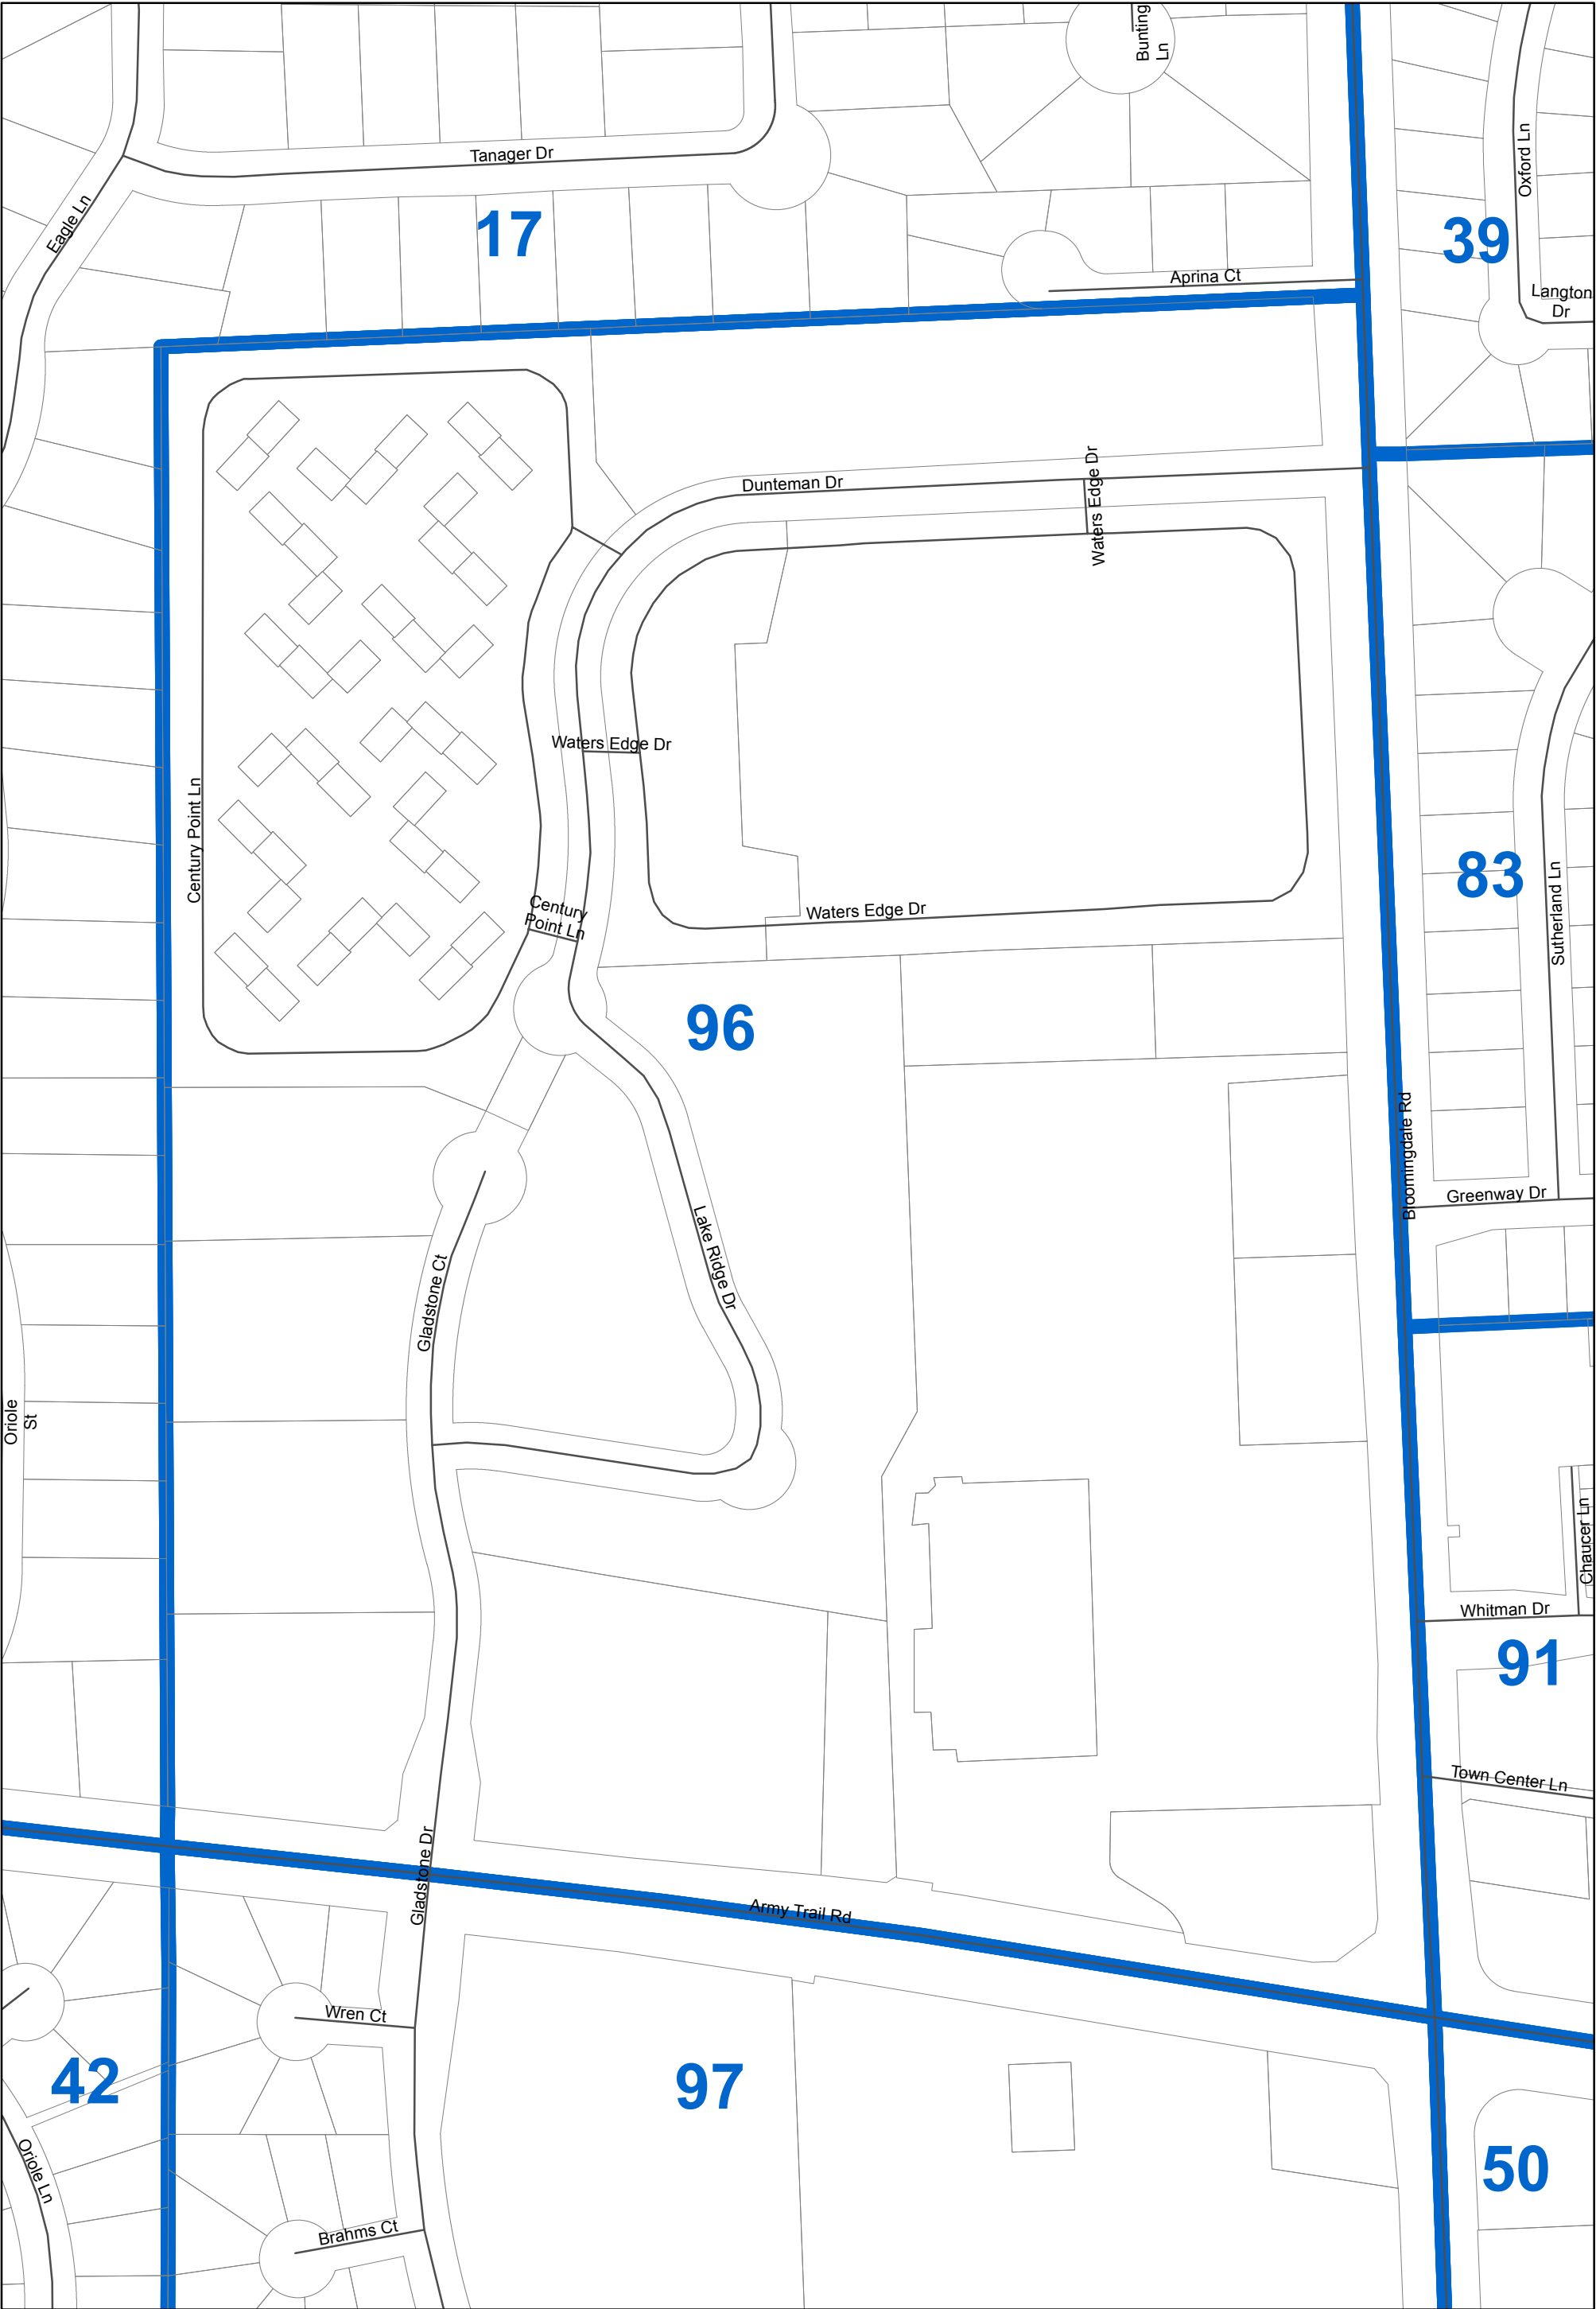 Bunting
Ln
Tanager Dr
Oxford Ln
Eagle Ln
17
39
Aprina Ct
Langton
Dr
Dunteman Dr
Waters Edge Dr
Waters Edge Dr
Century Point Ln
83
Sutherland Ln
Century
Point Ln
Waters Edge Dr
96
Bloomingdale Rd
Greenway Dr
Lake Ridge Dr
Gladstone Ct
Oriole
St
Chaucer Ln
Whitman Dr
91
Town Center Ln
Gladstone Dr
Army Trail Rd
Wren Ct
42
97
50
Oriole Ln
Brahms Ct